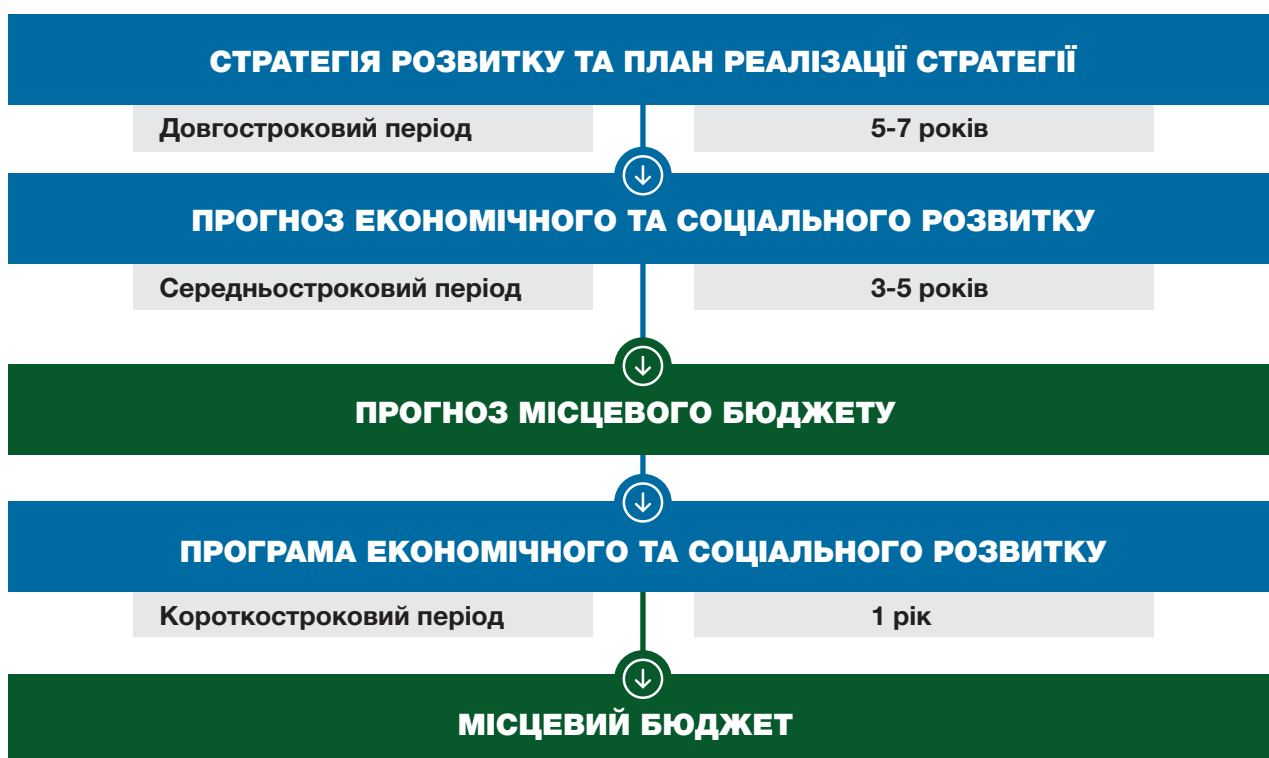 СТРАТЕГІЯ РОЗВИТКУ ТА ПЛАН РЕАЛІЗАЦІЇ СТРАТЕГІЇ
Довгостроковий період 5-7 років
ПРОГНОЗ ЕКОНОМІЧНОГО ТА СОЦІАЛЬНОГО РОЗВИТКУ
Середньостроковий період 3-5 років
ПРОГНОЗ МІСЦЕВОГО БЮДЖЕТУ
ПРОГРАМА ЕКОНОМІЧНОГО ТА СОЦІАЛЬНОГО РОЗВИТКУ
Короткостроковий період 1 рік
МІСЦЕВИЙ БЮДЖЕТ